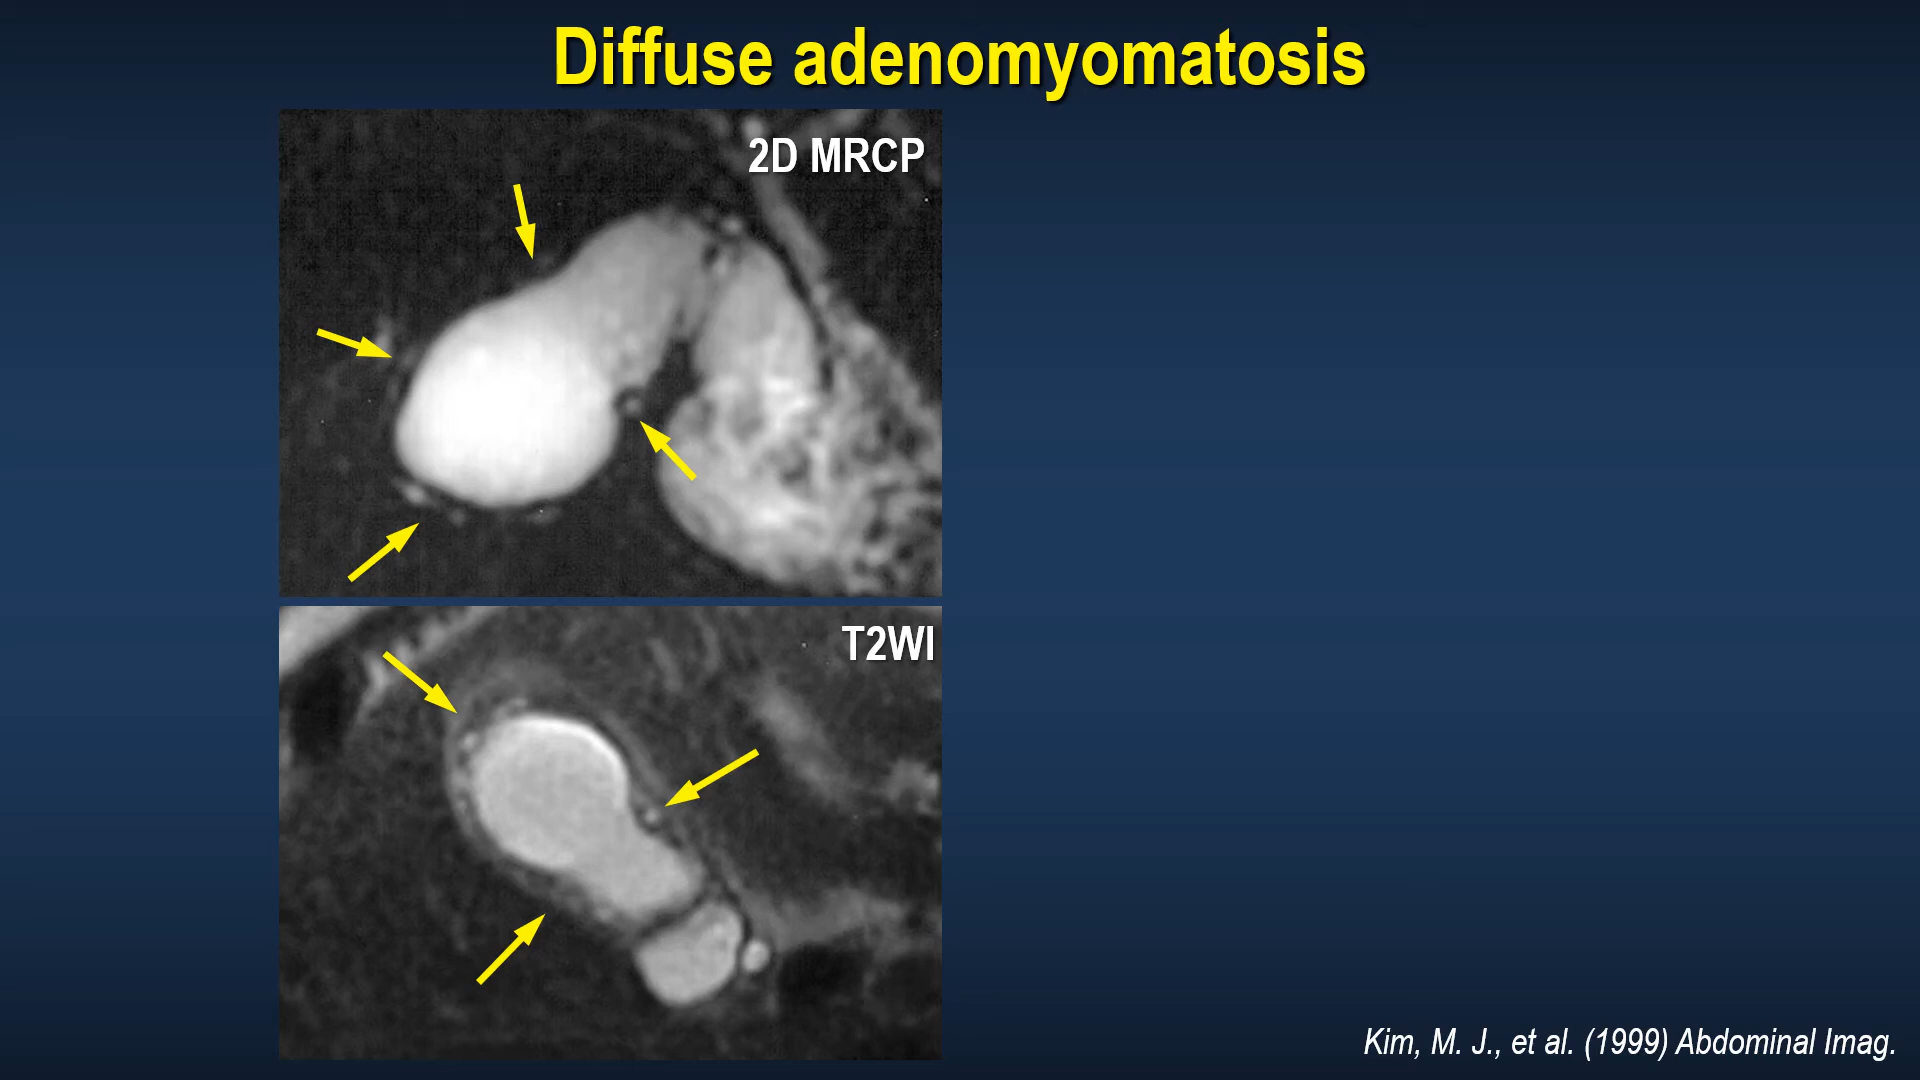 Diffuse adenomyomatosis
2D MRCP
T2WI
Kim, M. J., et al. (1999) Abdominal Imag.